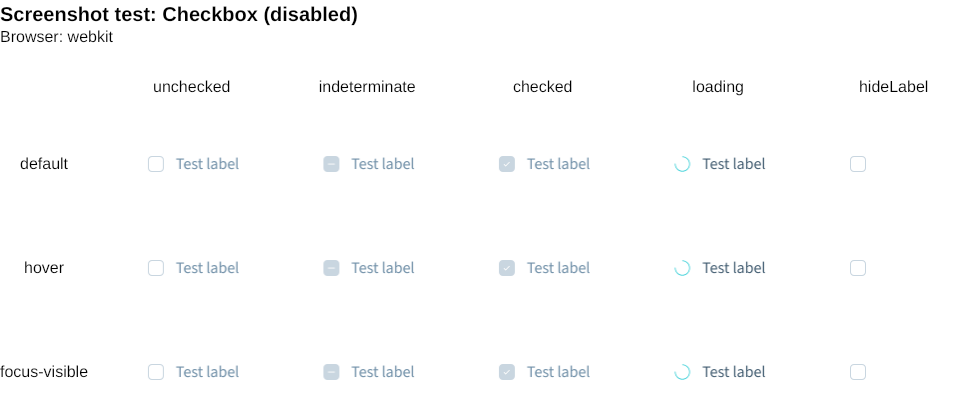 Screenshot test: Checkbox (disabled)
Browser: webkit
unchecked indeterminate checked loading hideLabel
default Test label Test label Test label Test label
hover Test label Test label Test label Test label
focus-visible Test label Test label Test label Test label